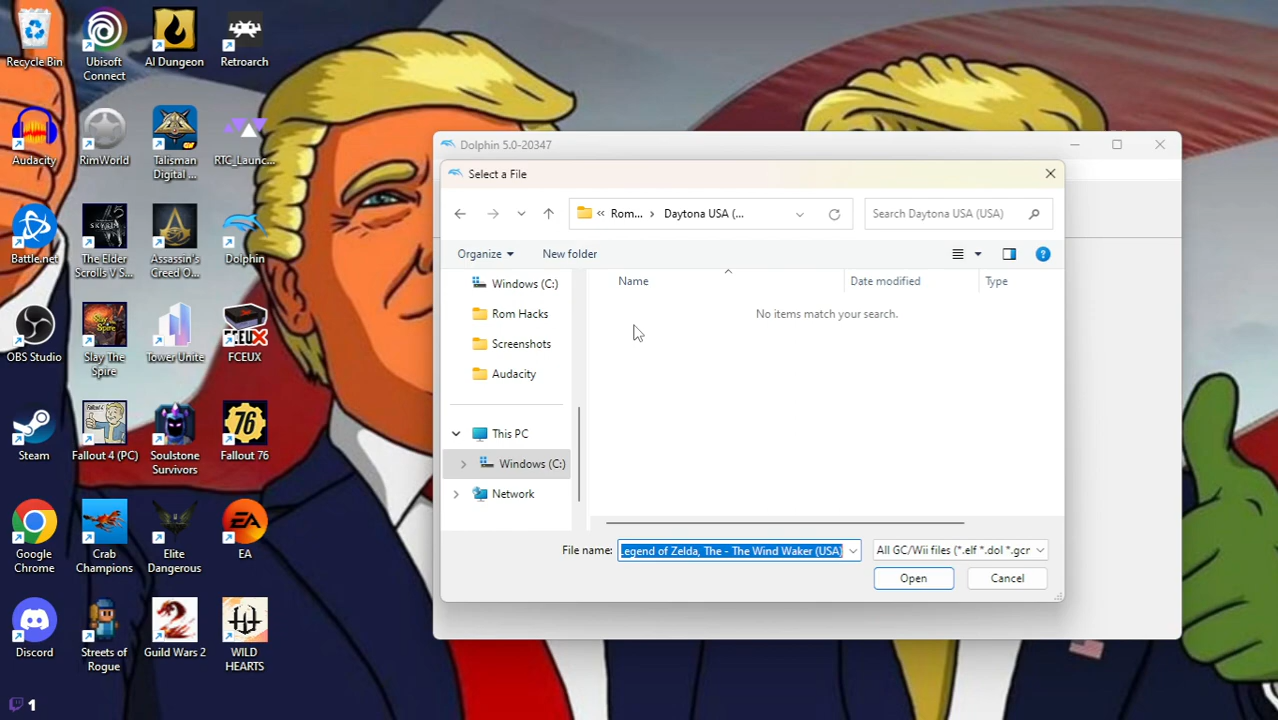 Recycle Bin
Ubisoft
Connect
AI Dungeon
Retroarch
Audacity
RimWorld
Talisman
Digital ...
RTC_Launc...
Battle.net
The Elder
Scrolls V S...
Assassin's
Creed O...
Dolphin
OBS Studio
Slay The
Spire
Tower Unite
FCEUX
Steam
Fallout 4 (PC)
Soulstone
Survivors
Fallout 76
Google
Chrome
Crab
Champions
Elite
Dangerous
EA
Discord
Streets of
Rogue
Guild Wars 2
WILD
HEARTS
1
Dolphin 5.0-20347
Select a File
« Rom... > Daytona USA (...
Search Daytona USA (USA)
Organize
New folder
Name
Date modified
Type
Windows (C:)
Rom Hacks
Screenshots
Audacity
This PC
Windows (C:)
Network
No items match your search.
File name:
Legend of Zelda, The - The Wind Waker (USA)
All GC/Wii files (*.elf *.dol *.gcr
Open
Cancel